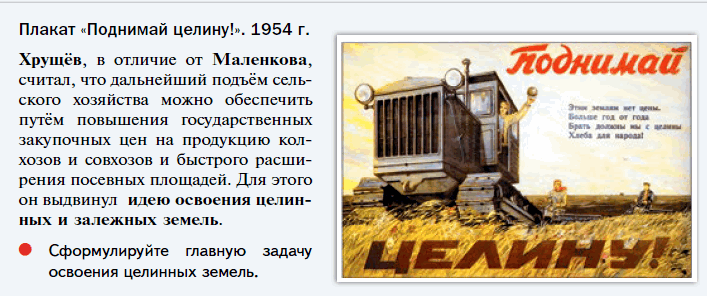 Плакат «Поднимай целину!». 1954 г.
Хрущёв, в отличие от Маленкова,
считал, что дальнейший подъём сель-
ского хозяйства можно обеспечить
путём повышения государственных
закупочных цен на продукцию кол-
хозов и совхозов и быстрого расши-
рения посевных площадей. Для этого
он выдвинул идею освоения целин-
ных и залежных земель.
Сформулируйте главную задачу
освоения целинных земель.
Поднимай
Этим землям нет цены.
Больше год от года
Брать должны мы с целины
Хлеба для народа!
ЦЕЛИНУ!